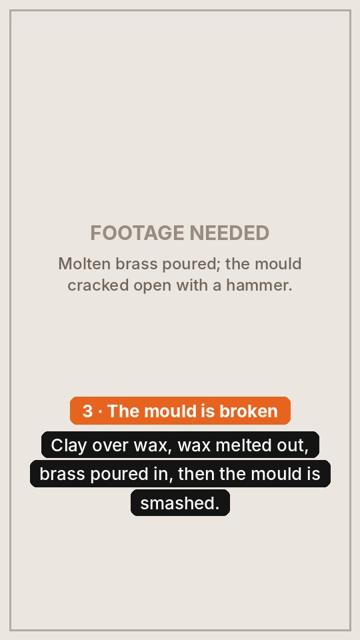 FOOTAGE NEEDED
Molten brass poured; the mould
cracked open with a hammer.
3 · The mould is broken
Clay over wax, wax melted out,
brass poured in, then the mould is
smashed.